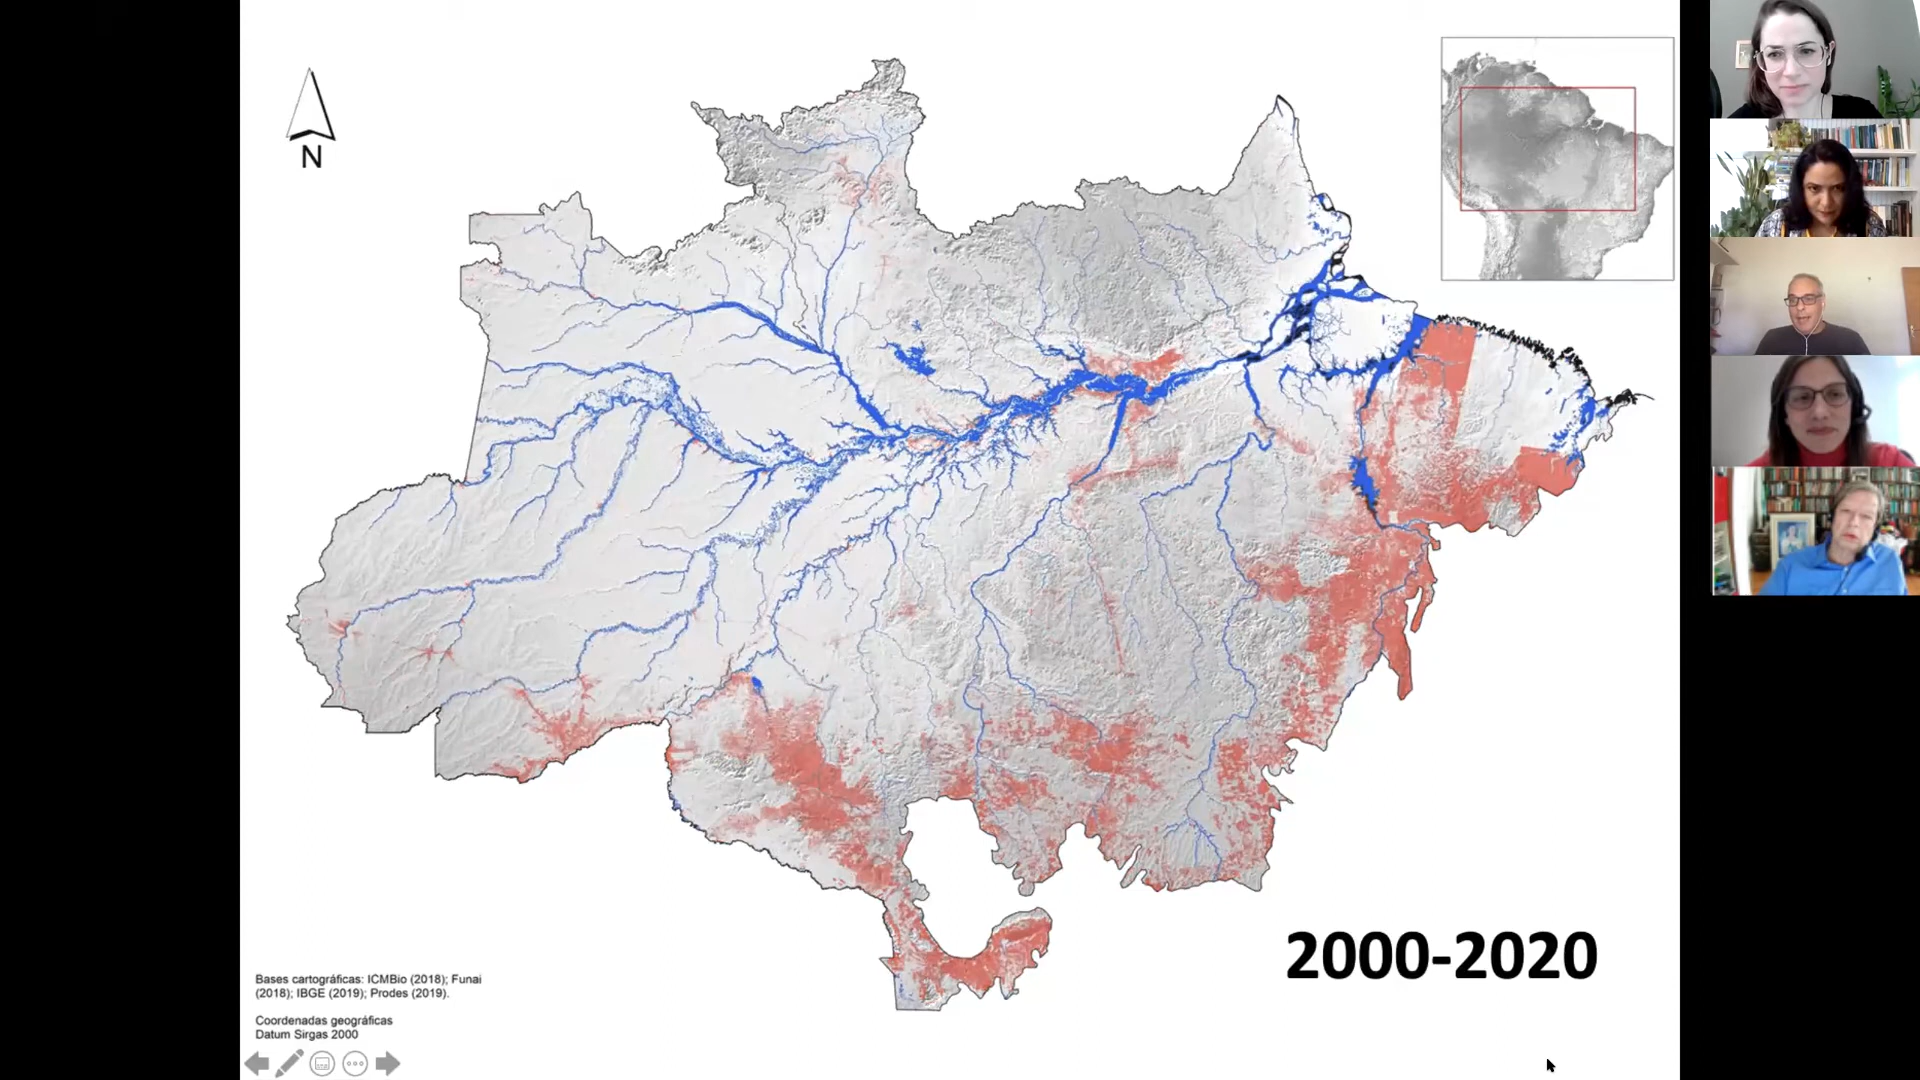 N
2000-2020
Bases cartográficas: ICMBio (2018); Funai
(2018); IBGE (2019); Prodes (2019).
Coordenadas geográficas
Datum Sirgas 2000